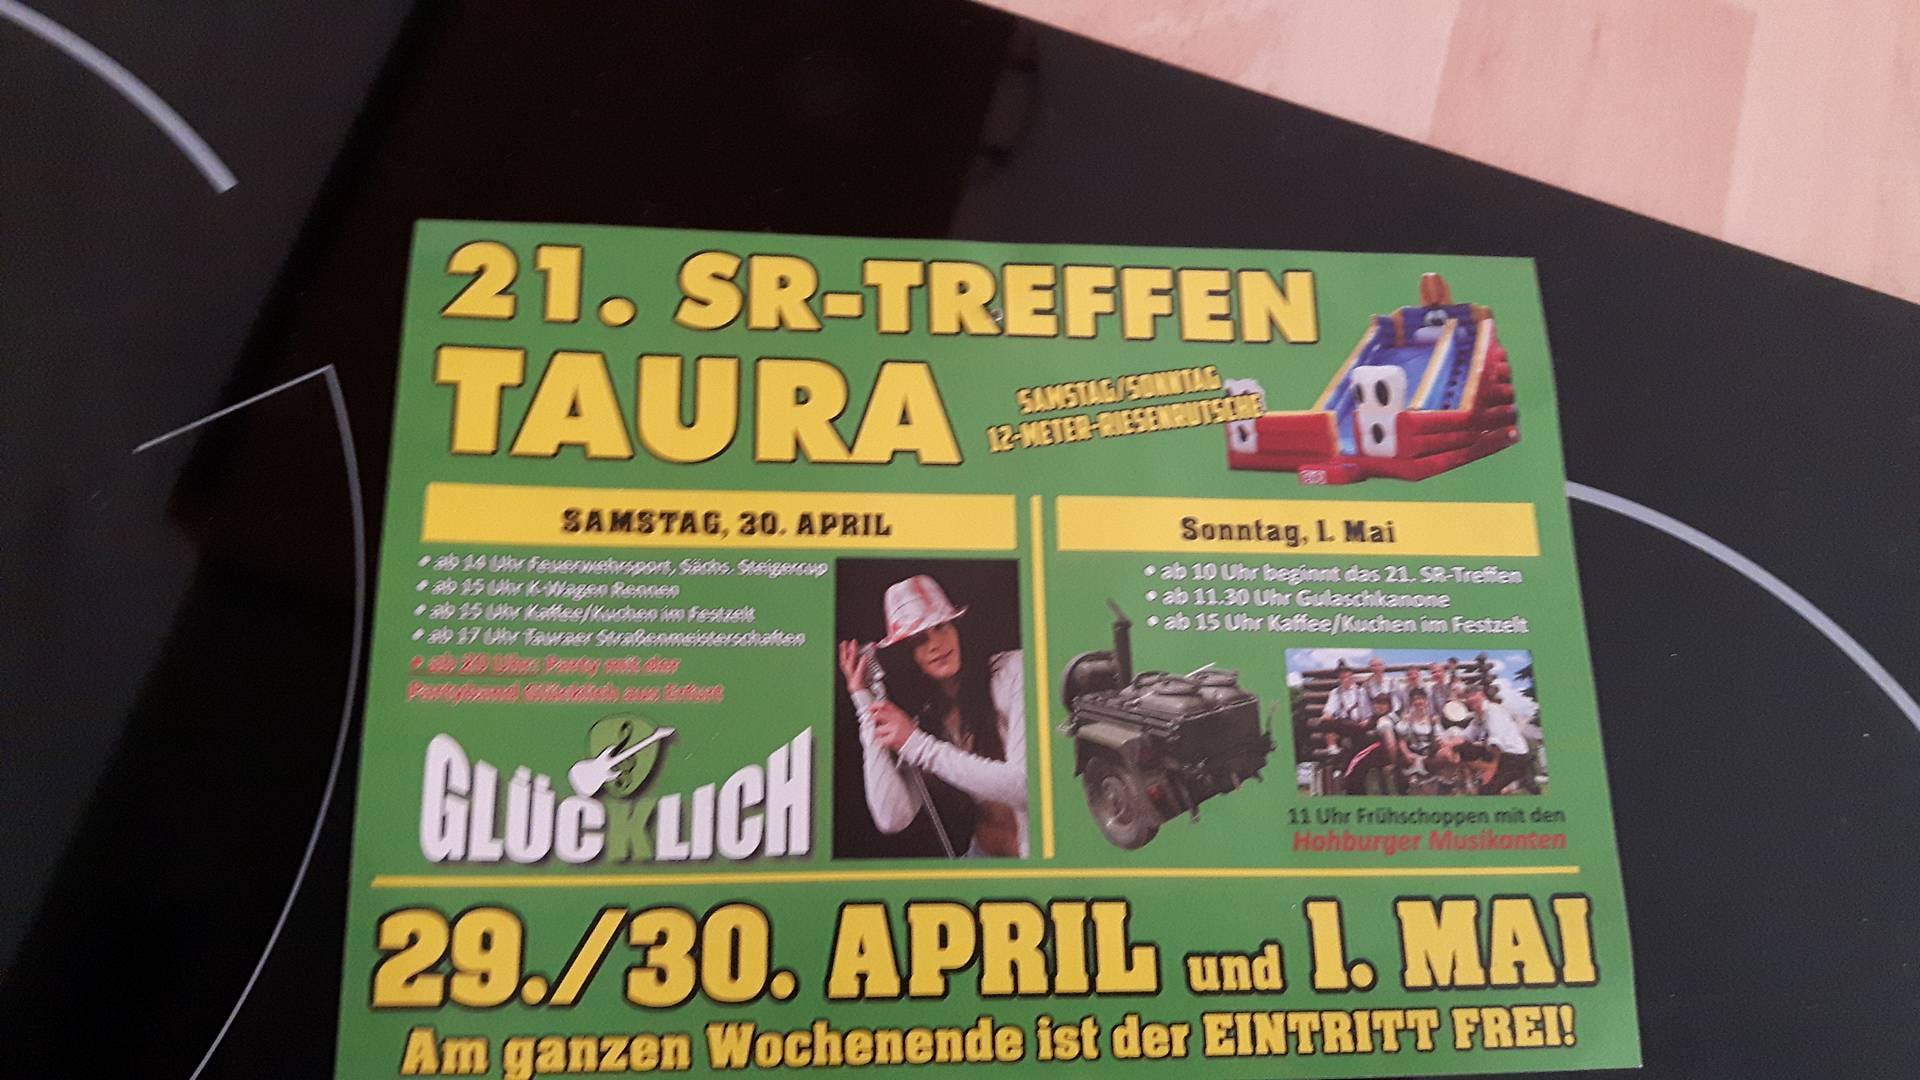 21. SR-TREFFEN
TAURA
SAMSTAG/SONNTAG
12-METER-RIESENRUTSCHE
SAMSTAG, 30. APRIL
• ab 14 Uhr Feuerwehrsport, Sächs. Steigercup
• ab 15 Uhr K-Wagen Rennen
• ab 15 Uhr Kaffee/Kuchen im Festzelt
• ab 17 Uhr Tauraer Straßenmeisterschaften
• ab 20 Uhr: Party mit der
Partyband Glücklich aus Erfurt
GLÜCKLICH
Sonntag, 1. Mai
• ab 10 Uhr beginnt das 21. SR-Treffen
• ab 11.30 Uhr Gulaschkanone
• ab 15 Uhr Kaffee/Kuchen im Festzelt
11 Uhr Frühschoppen mit den
Hohburger Musikanten
29./30. APRIL und 1. MAI
Am ganzen Wochenende ist der EINTRITT FREI!